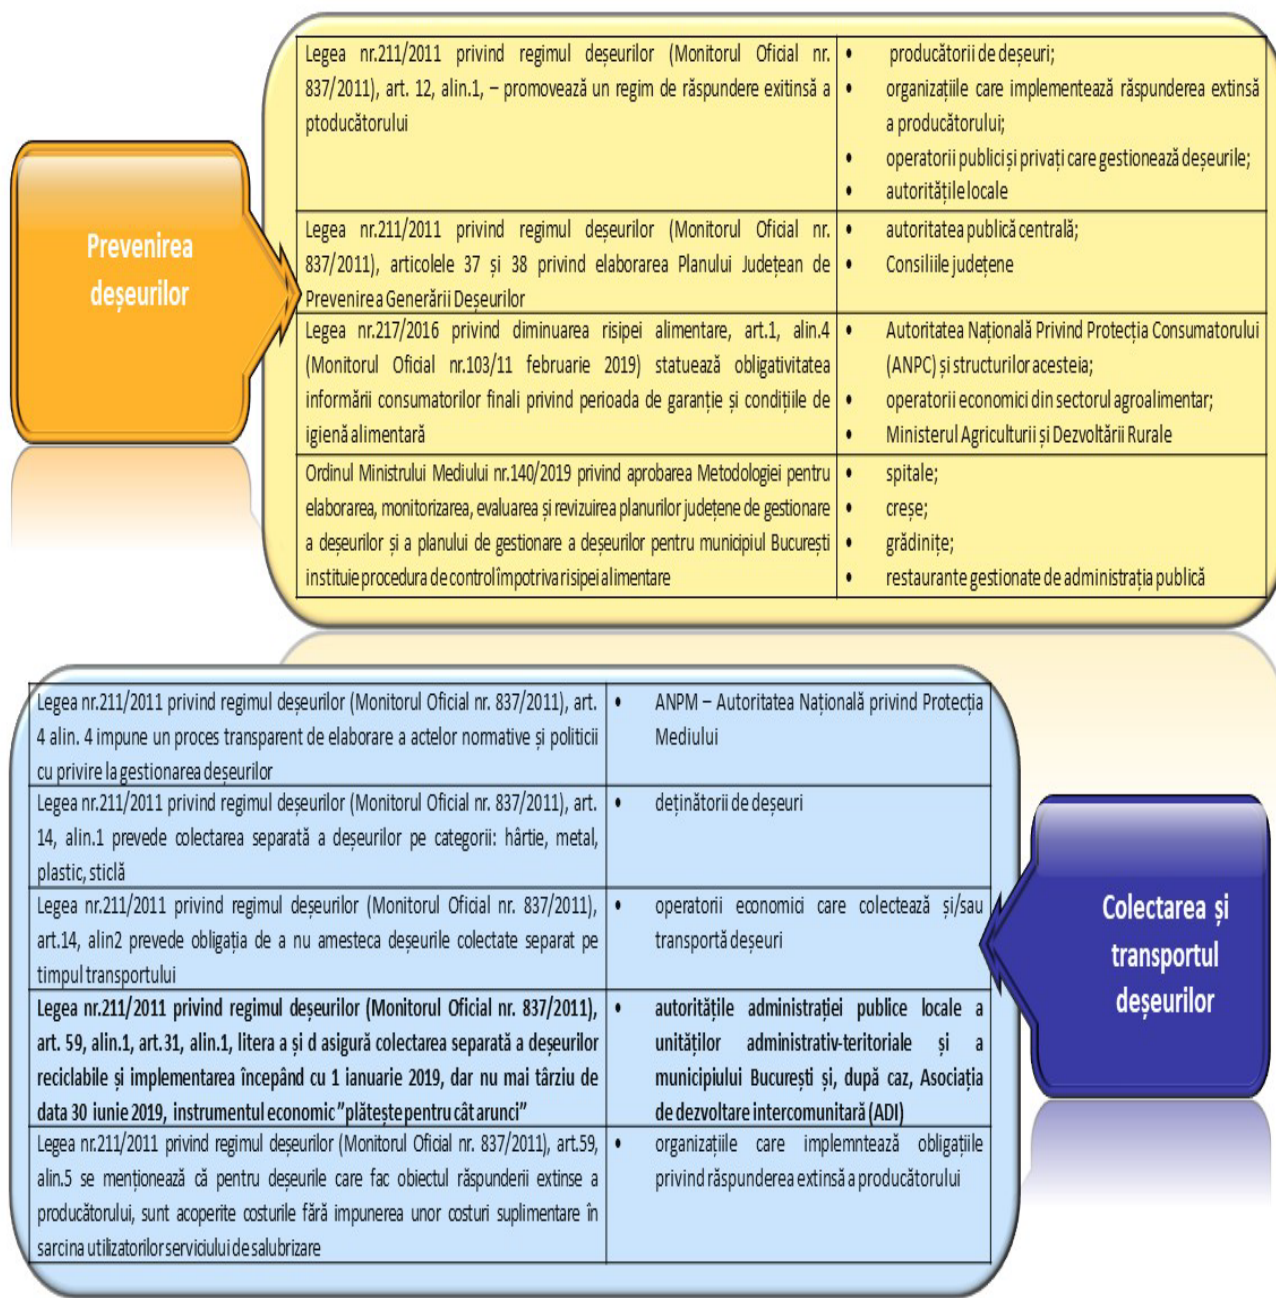 Prevenirea
deșeurilor
Legea nr.211/2011 privind regimul deșeurilor (Monitorul Oficial nr.
837/2011), art. 12, alin.1, – promovează un regim de răspundere exitinsă a
ptoducătorului
• producătorii de deșeuri;
• organizațiile care implementează răspunderea extinsă
a producătorului;
• operatorii publici și privați care gestionează deșeurile;
• autoritățile locale
Legea nr.211/2011 privind regimul deșeurilor (Monitorul Oficial nr.
837/2011), articolele 37 și 38 privind elaborarea Planului Județean de
Prevenirea Generării Deșeurilor
• autoritatea publică centrală;
• Consiliile județene
Legea nr.217/2016 privind diminuarea risipei alimentare, art.1, alin.4
(Monitorul Oficial nr.103/11 februarie 2019) statuează obligativitatea
informării consumatorilor finali privind perioada de garanție și condițiile de
igienă alimentară
• Autoritatea Națională Privind Protecția Consumatorului
(ANPC) și structurilor acesteia;
• operatorii economici din sectorul agroalimentar;
• Ministerul Agriculturii și Dezvoltării Rurale
Ordinul Ministrului Mediului nr.140/2019 privind aprobarea Metodologiei pentru
elaborarea, monitorizarea, evaluarea și revizuirea planurilor județene de gestionare
a deșeurilor și a planului de gestionare a deșeurilor pentru municipiul București
instituie procedura de control împotriva risipei alimentare
• spitale;
• creșe;
• grădinițe;
• restaurante gestionate de administrația publică
Legea nr.211/2011 privind regimul deșeurilor (Monitorul Oficial nr. 837/2011), art.
4 alin. 4 impune un proces transparent de elaborare a actelor normative și politicii
cu privire la gestionarea deșeurilor
• ANPM – Autoritatea Națională privind Protecția
Mediului
Legea nr.211/2011 privind regimul deșeurilor (Monitorul Oficial nr. 837/2011), art.
14, alin.1 prevede colectarea separată a deșeurilor pe categorii: hârtie, metal,
plastic, sticlă
• deținătorii de deșeuri
Legea nr.211/2011 privind regimul deșeurilor (Monitorul Oficial nr. 837/2011),
art.14, alin2 prevede obligația de a nu amesteca deșeurile colectate separat pe
timpul transportului
• operatorii economici care colectează și/sau
transportă deșeuri
Legea nr.211/2011 privind regimul deșeurilor (Monitorul Oficial nr. 837/2011),
art. 59, alin.1, art.31, alin.1, litera a și d asigură colectarea separată a deșeurilor
reciclabile și implementarea începând cu 1 ianuarie 2019, dar nu mai târziu de
data 30 iunie 2019, instrumentul economic ”plătește pentru cât arunci”
• autoritățile administrației publice locale a
unităților administrativ-teritoriale și a
municipiului București și, după caz, Asociația
de dezvoltare intercomunitară (ADI)
Legea nr.211/2011 privind regimul deșeurilor (Monitorul Oficial nr. 837/2011), art.59,
alin.5 se menționează că pentru deșeurile care fac obiectul răspunderii extinse a
producătorului, sunt acoperite costurile fără impunerea unor costuri suplimentare în
sarcina utilizatorilor serviciului de salubrizare
• organizațiile care implemntează obligațiile
privind răspunderea extinsă a producătorului
Colectarea și
transportul
deșeurilor